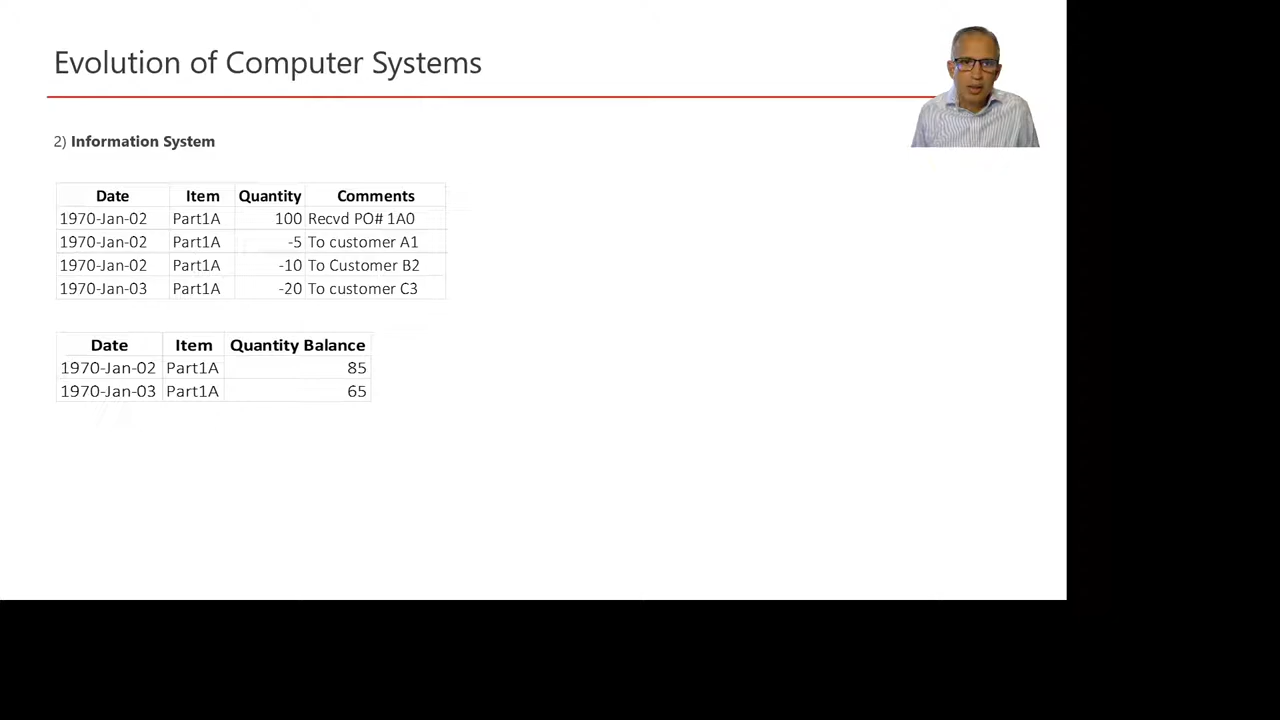 Evolution of Computer Systems
2) Information System
Date Item Quantity Comments
1970-Jan-02 Part1A 100 Recvd PO# 1A0
1970-Jan-02 Part1A -5 To customer A1
1970-Jan-02 Part1A -10 To Customer B2
1970-Jan-03 Part1A -20 To customer C3
Date Item Quantity Balance
1970-Jan-02 Part1A 85
1970-Jan-03 Part1A 65